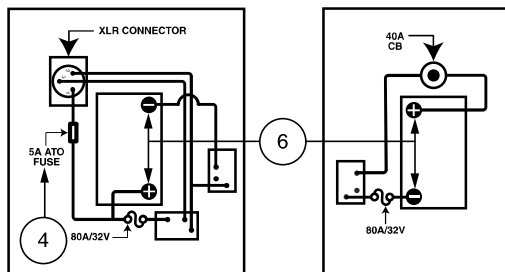 XLR CONNECTOR
40A
CB
5A ATO
FUSE
6
4
80A/32V
80A/32V